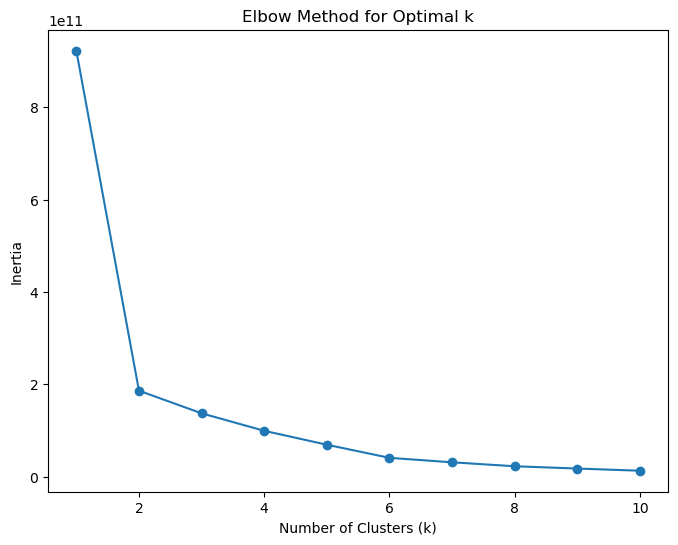 Elbow Method for Optimal k
1e11
8
6
4
2
0
Inertia
2 4 6 8 10
Number of Clusters (k)